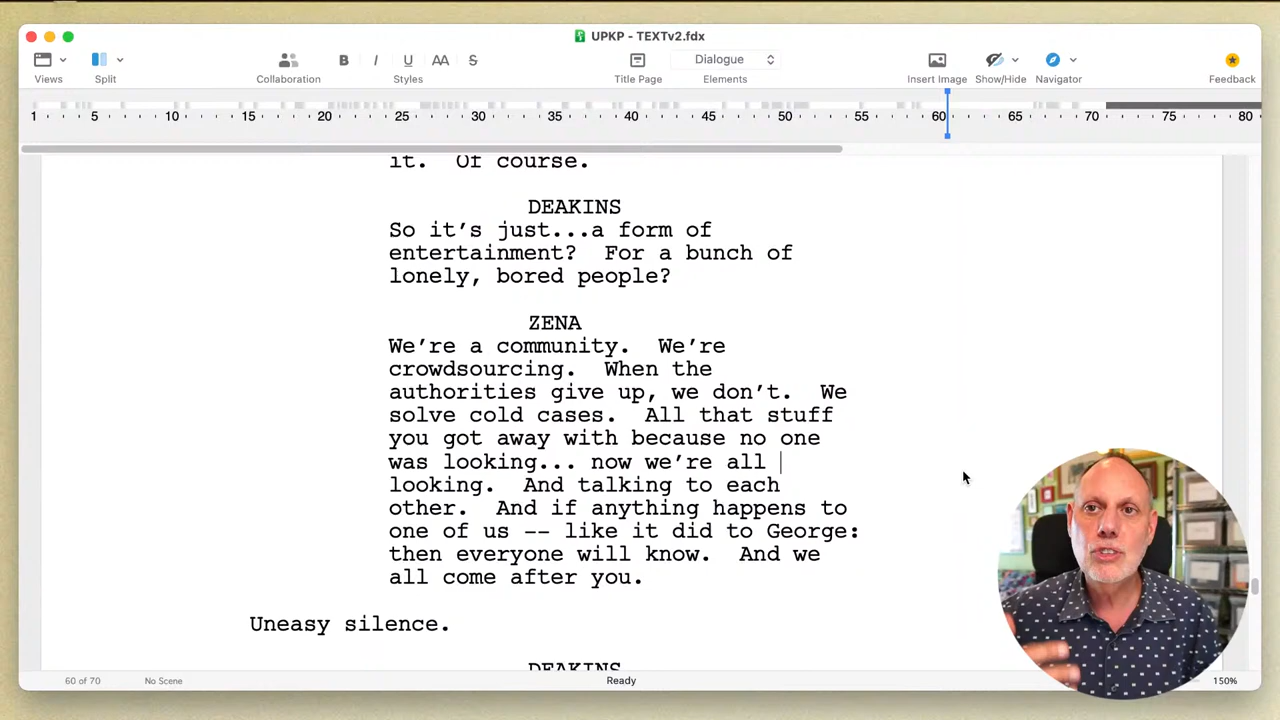 UPKP - TEXTv2.fdx
B I U AA S Dialogue
Views Split Collaboration Styles Title Page Elements Insert Image Show/Hide Navigator Feedback
1 5 10 15 20 25 30 35 40 45 50 55 60 65 70 75 80
it.  Of course.
DEAKINS
So it’s just...a form of
entertainment?  For a bunch of
lonely, bored people?
ZENA
We’re a community.  We’re
crowdsourcing.  When the
authorities give up, we don’t.  We
solve cold cases.  All that stuff
you got away with because no one
was looking... now we’re all
looking.  And talking to each
other.  And if anything happens to
one of us -- like it did to George:
then everyone will know.  And we
all come after you.
Uneasy silence.
DEAKINS
60 of 70 No Scene Ready 150%